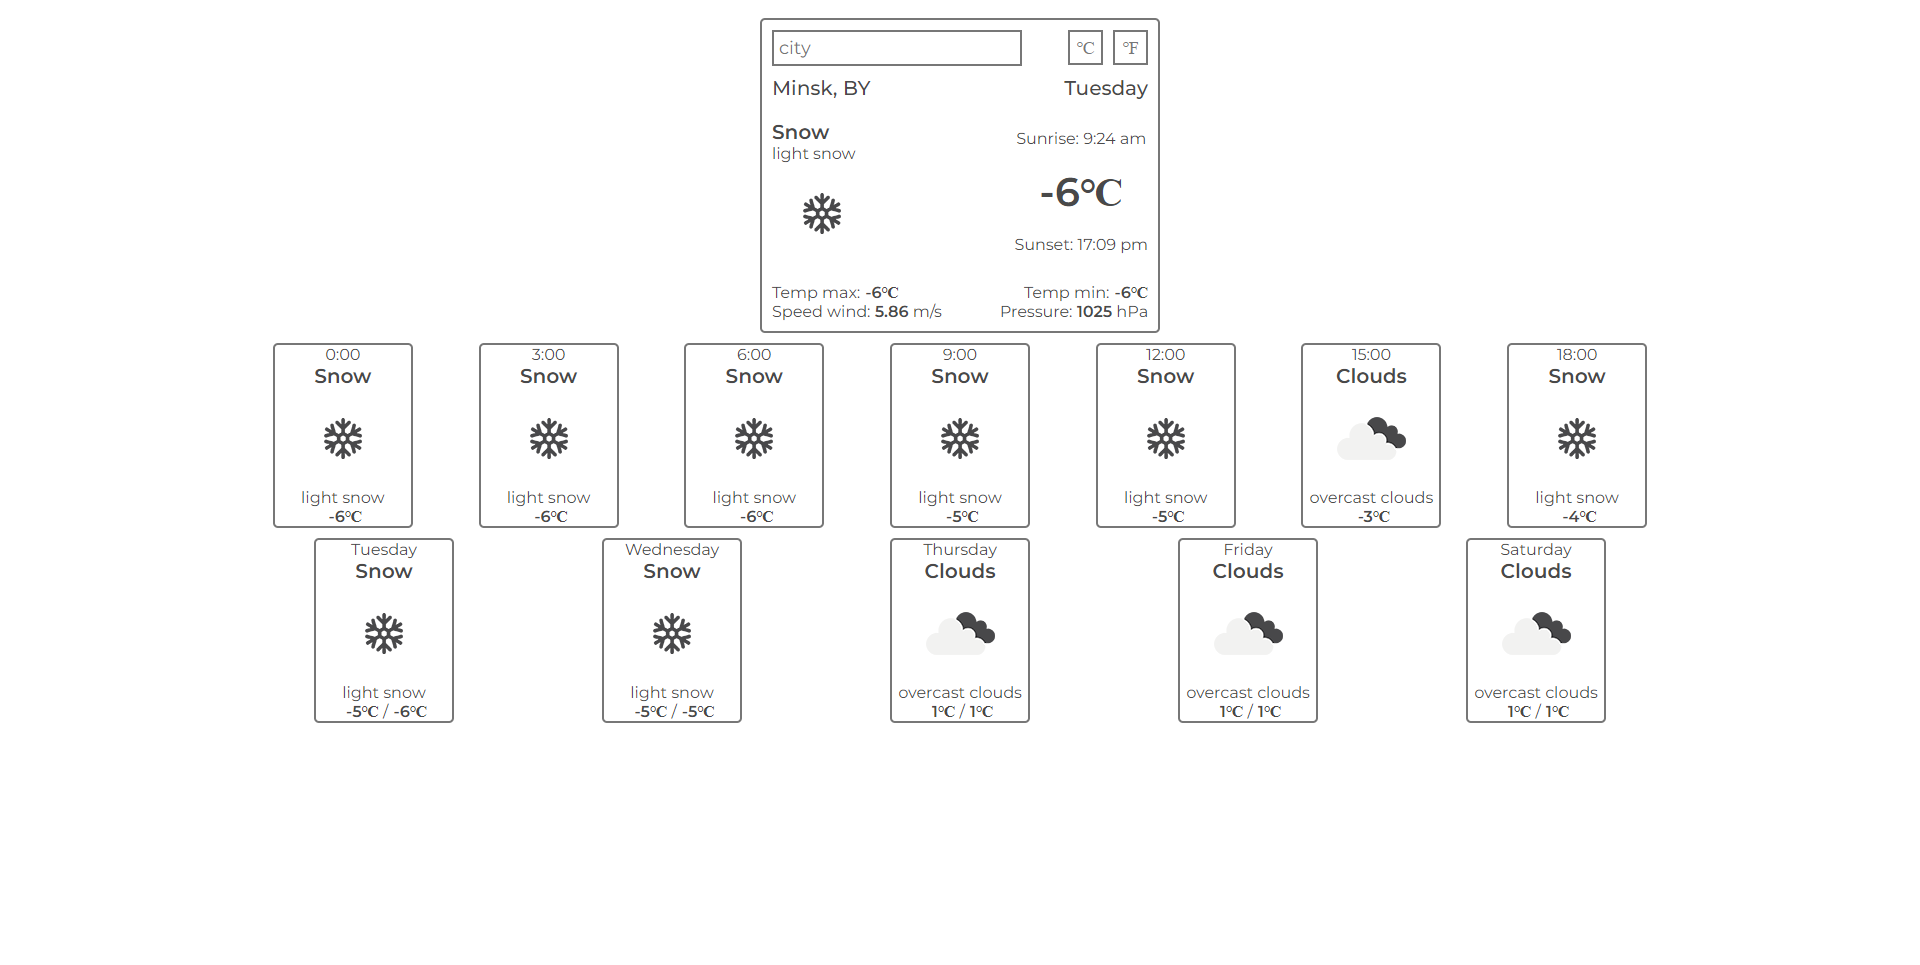 city ℃ ℉
Minsk, BY Tuesday
Snow
light snow
Sunrise: 9:24 am
-6℃
Sunset: 17:09 pm
Temp max: -6℃ Temp min: -6℃
Speed wind: 5.86 m/s Pressure: 1025 hPa
0:00 3:00 6:00 9:00 12:00 15:00 18:00
Snow Snow Snow Snow Snow Clouds Snow
light snow light snow light snow light snow light snow overcast clouds light snow
-6℃ -6℃ -6℃ -5℃ -5℃ -3℃ -4℃
Tuesday Wednesday Thursday Friday Saturday
Snow Snow Clouds Clouds Clouds
light snow light snow overcast clouds overcast clouds overcast clouds
-5℃ / -6℃ -5℃ / -5℃ 1℃ / 1℃ 1℃ / 1℃ 1℃ / 1℃